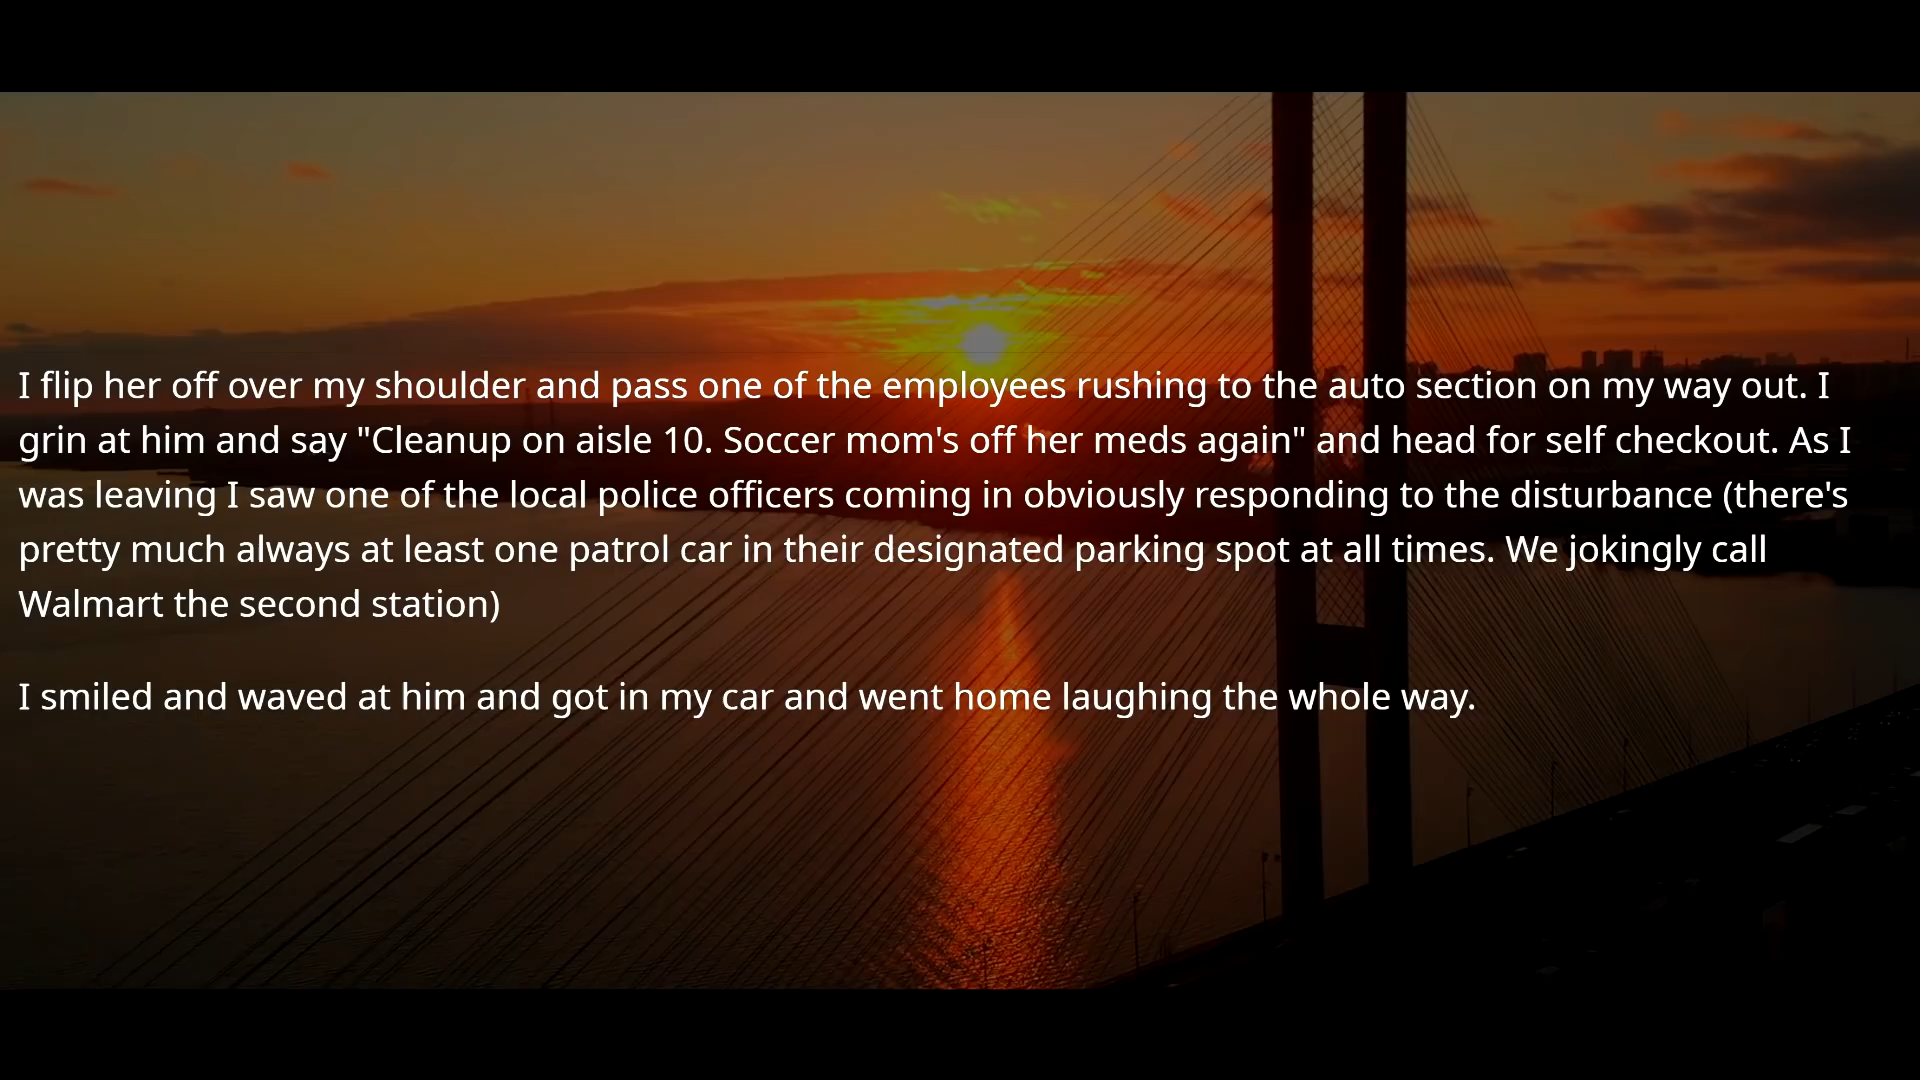 I flip her off over my shoulder and pass one of the employees rushing to the auto section on my way out. I
grin at him and say "Cleanup on aisle 10. Soccer mom's off her meds again" and head for self checkout. As I
was leaving I saw one of the local police officers coming in obviously responding to the disturbance (there's
pretty much always at least one patrol car in their designated parking spot at all times. We jokingly call
Walmart the second station)
I smiled and waved at him and got in my car and went home laughing the whole way.